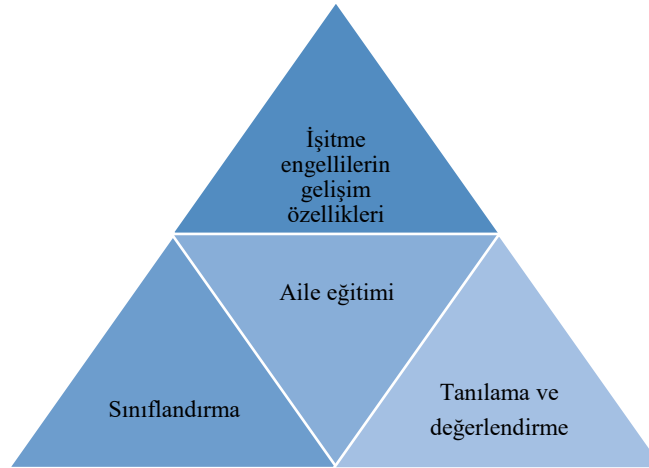 İşitme
engellilerin
gelişim
özellikleri
Aile eğitimi
Sınıflandırma
Tanılama ve
değerlendirme